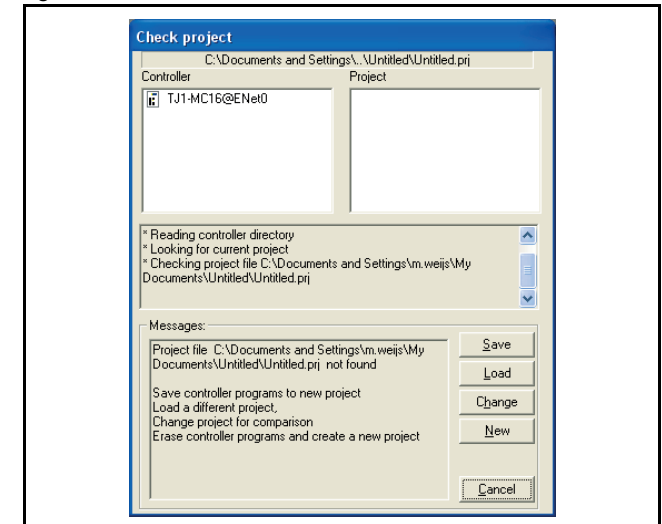 Check project
C:\Documents and Settings\..\Untitled\Untitled.prj
Controller
Project
TJ1-MC16@ENet0
* Reading controller directory
* Looking for current project
* Checking project file C:\Documents and Settings\m.weijs\My
Documents\Untitled\Untitled.prj
Messages:
Project file C:\Documents and Settings\m.weijs\My
Documents\Untitled\Untitled.prj not found
Save controller programs to new project
Load a different project,
Change project for comparison
Erase controller programs and create a new project
Save
Load
Change
New
Cancel